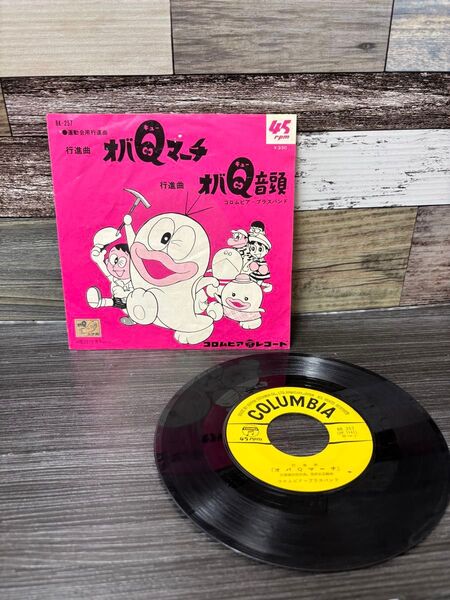 BK-257
45
rpm
●運動会用行進曲
¥330
行進曲 オバQマーチ
行進曲 オバQ音頭
コロムビア・ブラスバンド
コロムビアレコード
COLUMBIA
45 rpm
BK 257
(オバQマーチ)
コロムビア・ブラスバンド